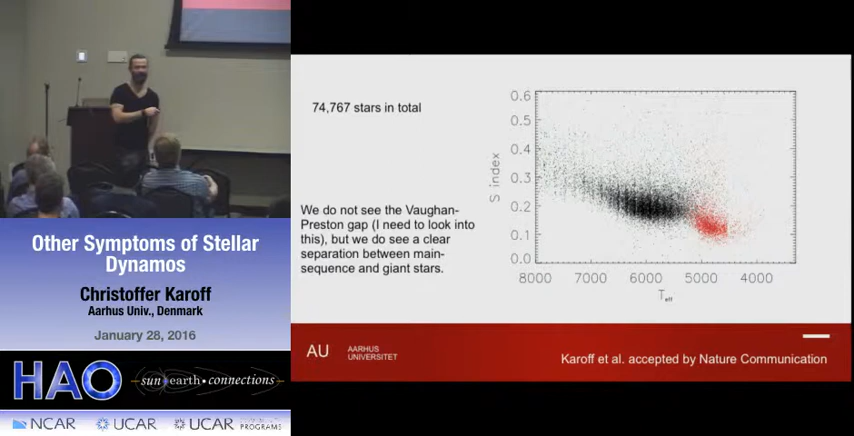 74,767 stars in total
We do not see the Vaughan-
Preston gap (I need to look into
this), but we do see a clear
separation between main-
sequence and giant stars.
S index
0.6
0.5
0.4
0.3
0.2
0.1
0.0
8000 7000 6000 5000 4000
T eff
AU AARHUS
UNIVERSITET
Karoff et al. accepted by Nature Communication
Other Symptoms of Stellar
Dynamos
Christoffer Karoff
Aarhus Univ., Denmark
January 28, 2016
HAO sun earth connections
NCAR UCAR UCAR
PROGRAMS